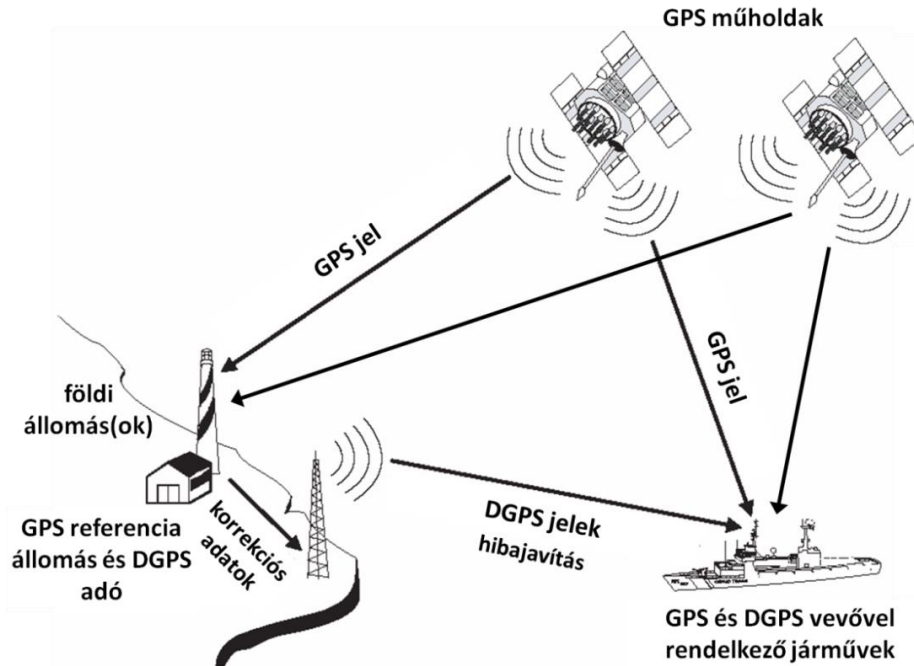 GPS műholdak
GPS jel
GPS jel
földi
állomás(ok)
GPS referencia
állomás és DGPS
adó
korrekciós
adatok
DGPS jelek
hibajavítás
GPS és DGPS vevővel
rendelkező járművek